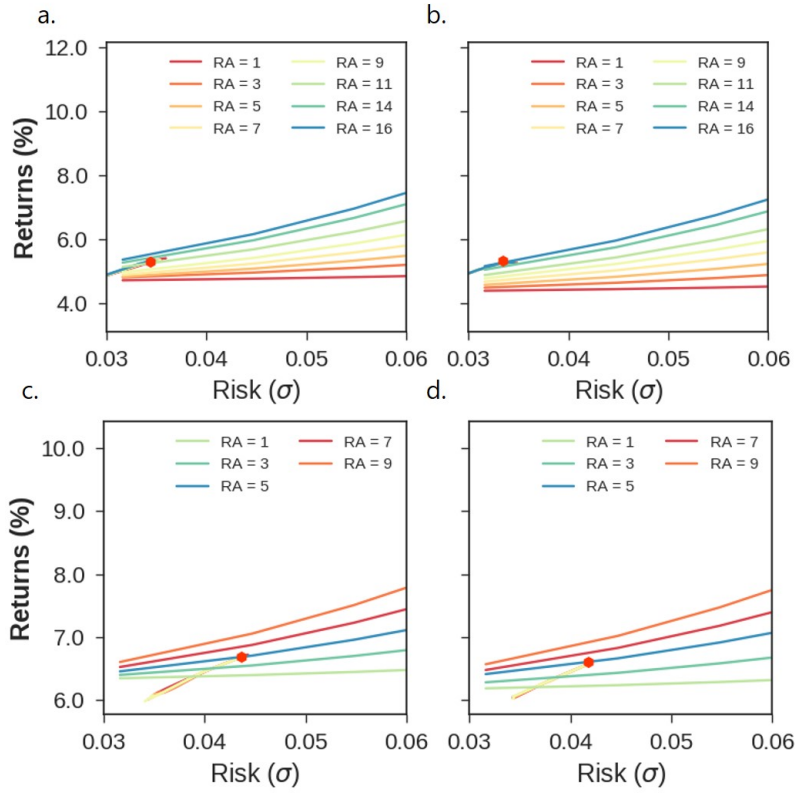 a.
b.
12.0
10.0
8.0
6.0
4.0
Returns (%)
RA = 1
RA = 3
RA = 5
RA = 7
RA = 9
RA = 11
RA = 14
RA = 16
0.03
0.04
0.05
0.06
Risk (σ)
RA = 1
RA = 3
RA = 5
RA = 7
RA = 9
RA = 11
RA = 14
RA = 16
0.03
0.04
0.05
0.06
Risk (σ)
c.
d.
10.0
9.0
8.0
7.0
6.0
Returns (%)
RA = 1
RA = 3
RA = 5
RA = 7
RA = 9
0.03
0.04
0.05
0.06
Risk (σ)
RA = 1
RA = 3
RA = 5
RA = 7
RA = 9
0.03
0.04
0.05
0.06
Risk (σ)